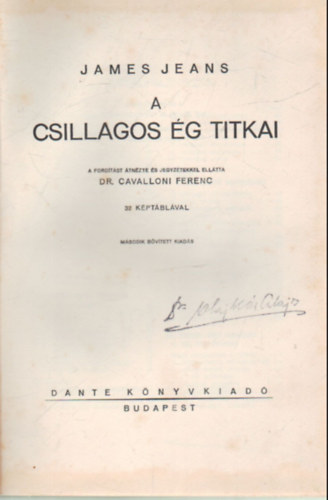 JAMES JEANS
A
CSILLAGOS ÉG TITKAI
A FORDÍTÁST ÁTNÉZTE ÉS JEGYZETEKKEL ELLÁTTA
DR. CAVALLONI FERENC
32 KÉPTÁBLÁVAL
MÁSODIK BŐVÍTETT KIADÁS
Dr.
DANTE KÖNYVKIADÓ
BUDAPEST